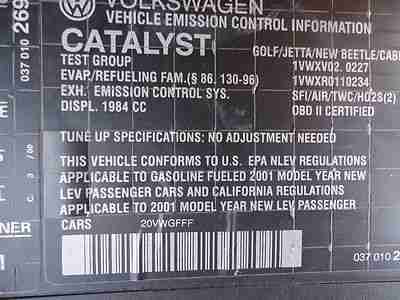 VOLKSWAGEN
VEHICLE EMISSION CONTROL INFORMATION
CATALYST GOLF/JETTA/NEW BEETLE/CAB
TEST GROUP 1VWXV02.0227
EVAP/REFUELING FAM.(§ 86. 130-96) 1VWXR0110234
EXH. EMISSION CONTROL SYS. SFI/AIR/TWC/HO2S(2)
DISPL. 1984 CC OBD II CERTIFIED
TUNE UP SPECIFICATIONS: NO ADJUSTMENT NEEDED
THIS VEHICLE CONFORMS TO U.S. EPA NLEV REGULATIONS
APPLICABLE TO GASOLINE FUELED 2001 MODEL YEAR NEW
LEV PASSENGER CARS AND CALIFORNIA REGULATIONS
APPLICABLE TO 2001 MODEL YEAR NEW LEV PASSENGER
CARS 20VWGFFF
037 010 2
037 010 269
C 3/00
NER